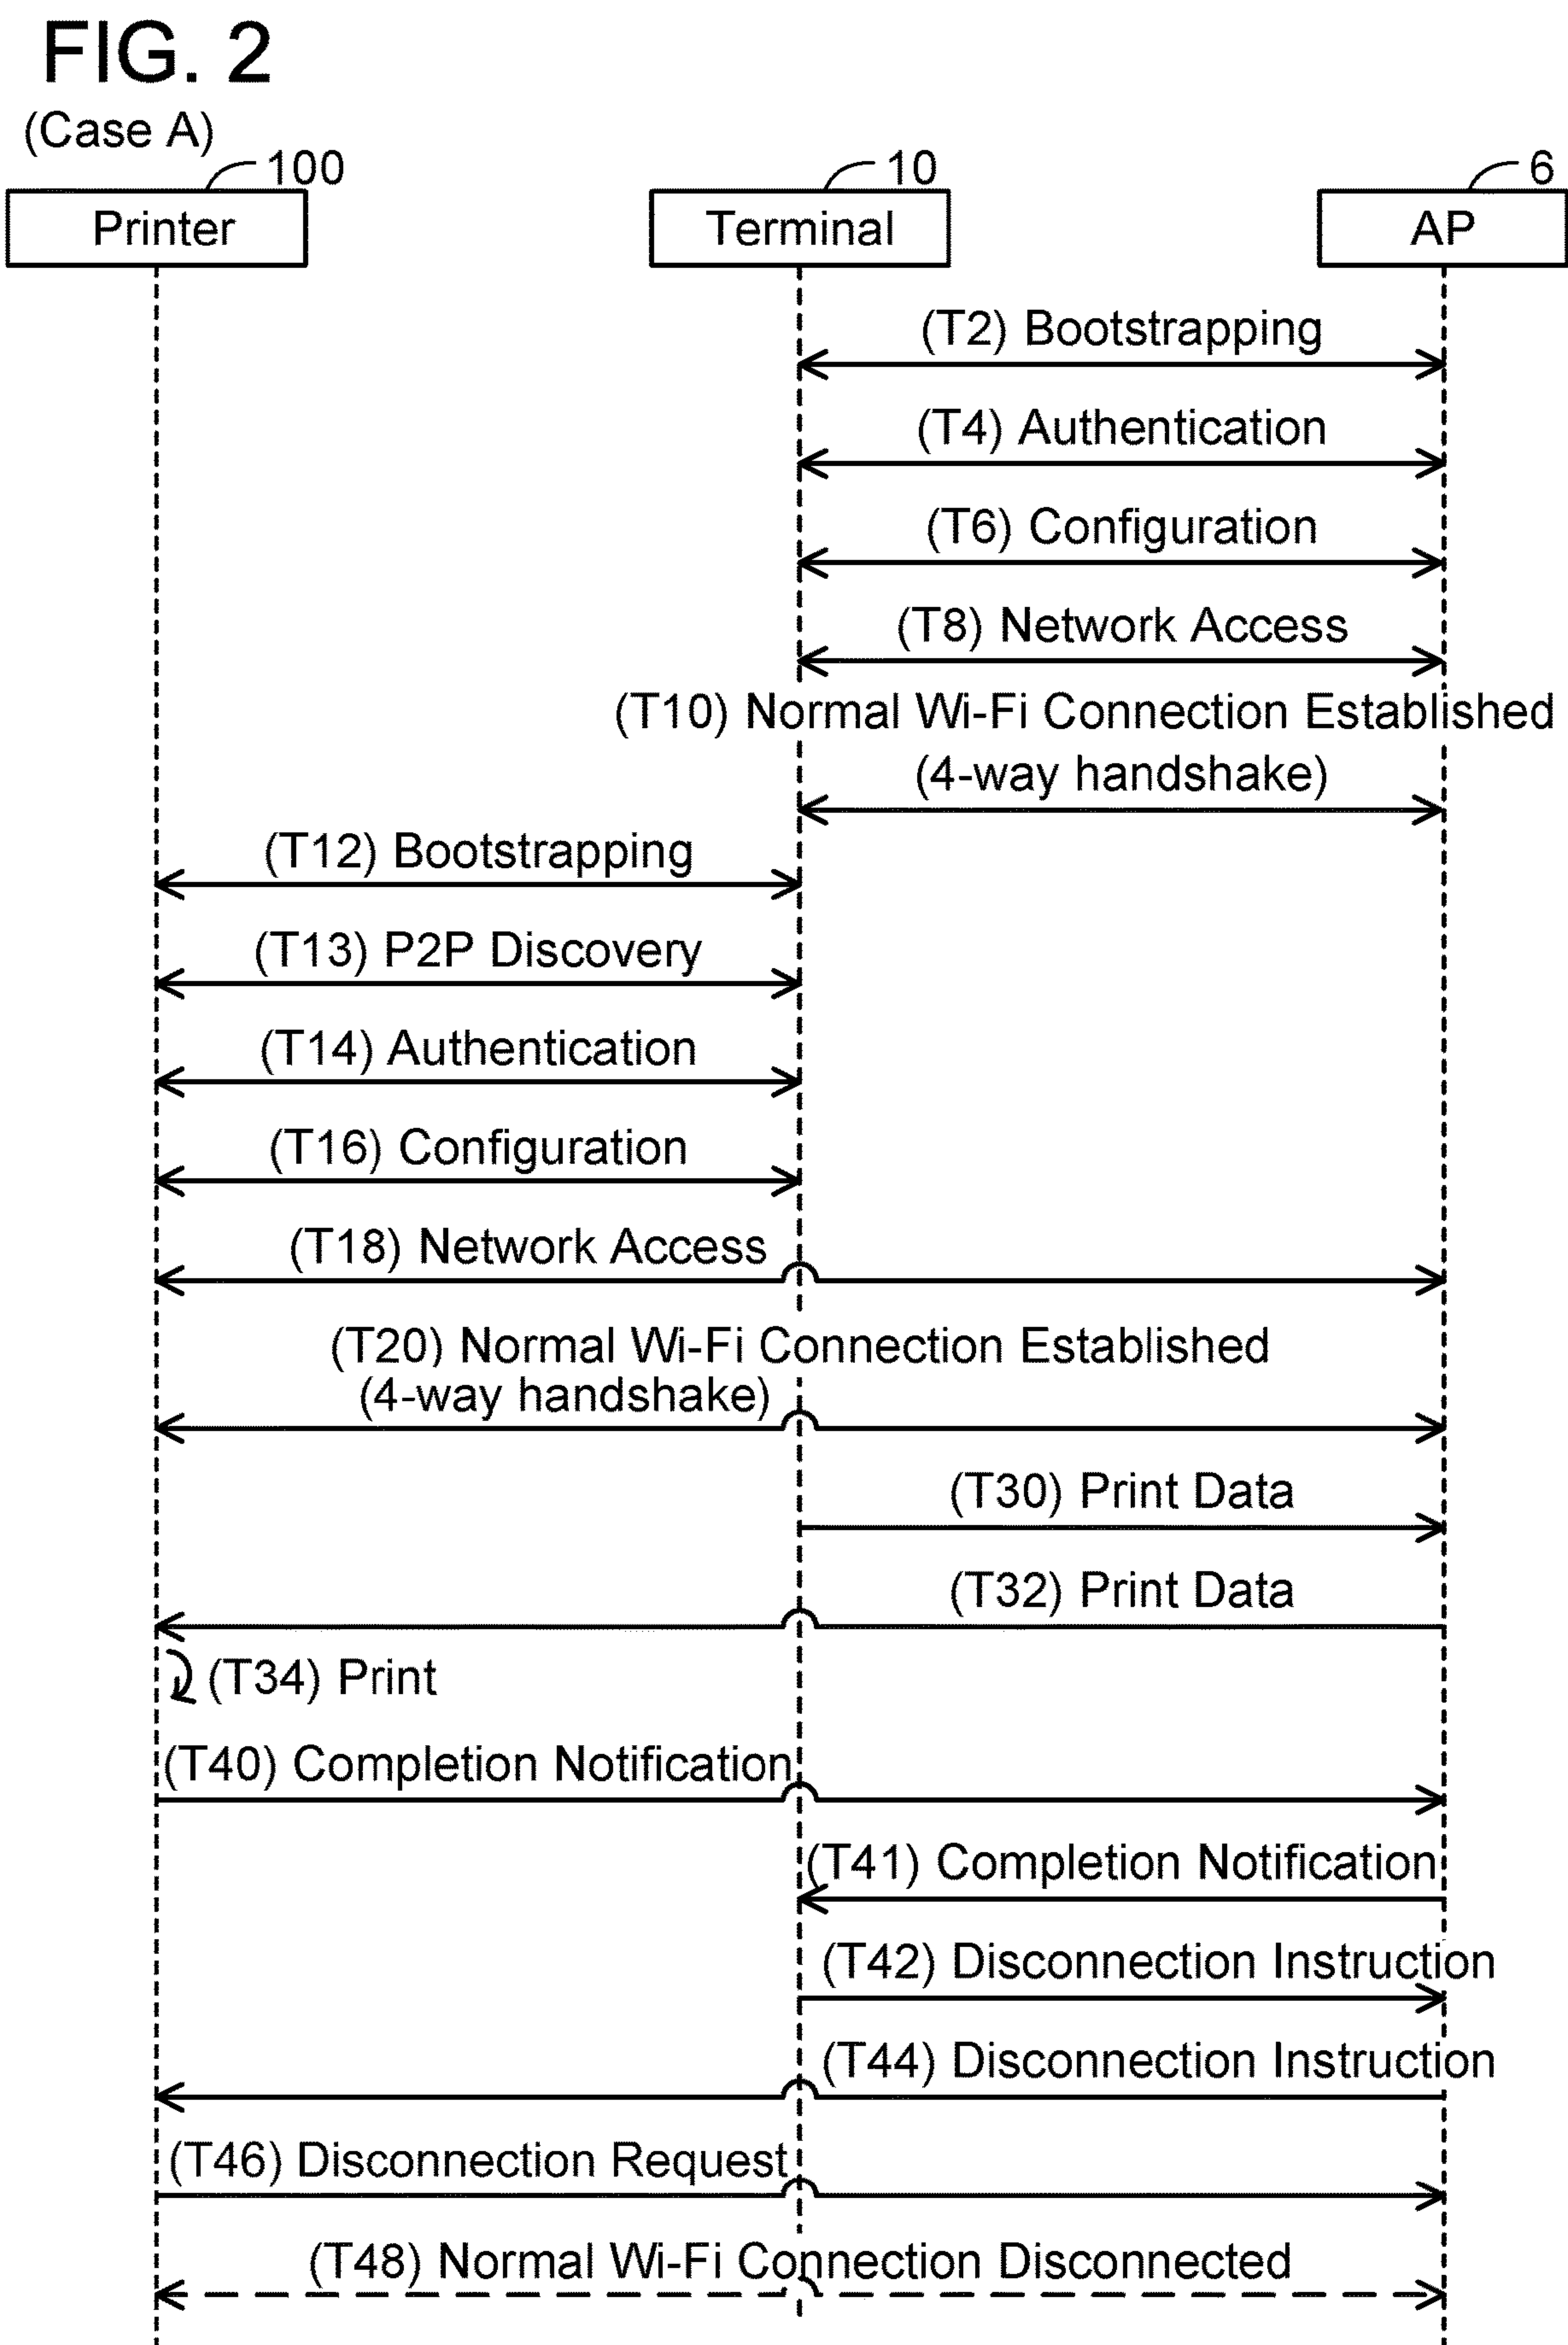 FIG. 2
(Case A)
100
10
6
Printer
Terminal
AP
(T2) Bootstrapping
(T4) Authentication
(T6) Configuration
(T8) Network Access
(T10) Normal Wi-Fi Connection Established
(4-way handshake)
(T12) Bootstrapping
(T13) P2P Discovery
(T14) Authentication
(T16) Configuration
(T18) Network Access
(T20) Normal Wi-Fi Connection Established
(4-way handshake)
(T30) Print Data
(T32) Print Data
(T34) Print
(T40) Completion Notification
(T41) Completion Notification
(T42) Disconnection Instruction
(T44) Disconnection Instruction
(T46) Disconnection Request
(T48) Normal Wi-Fi Connection Disconnected